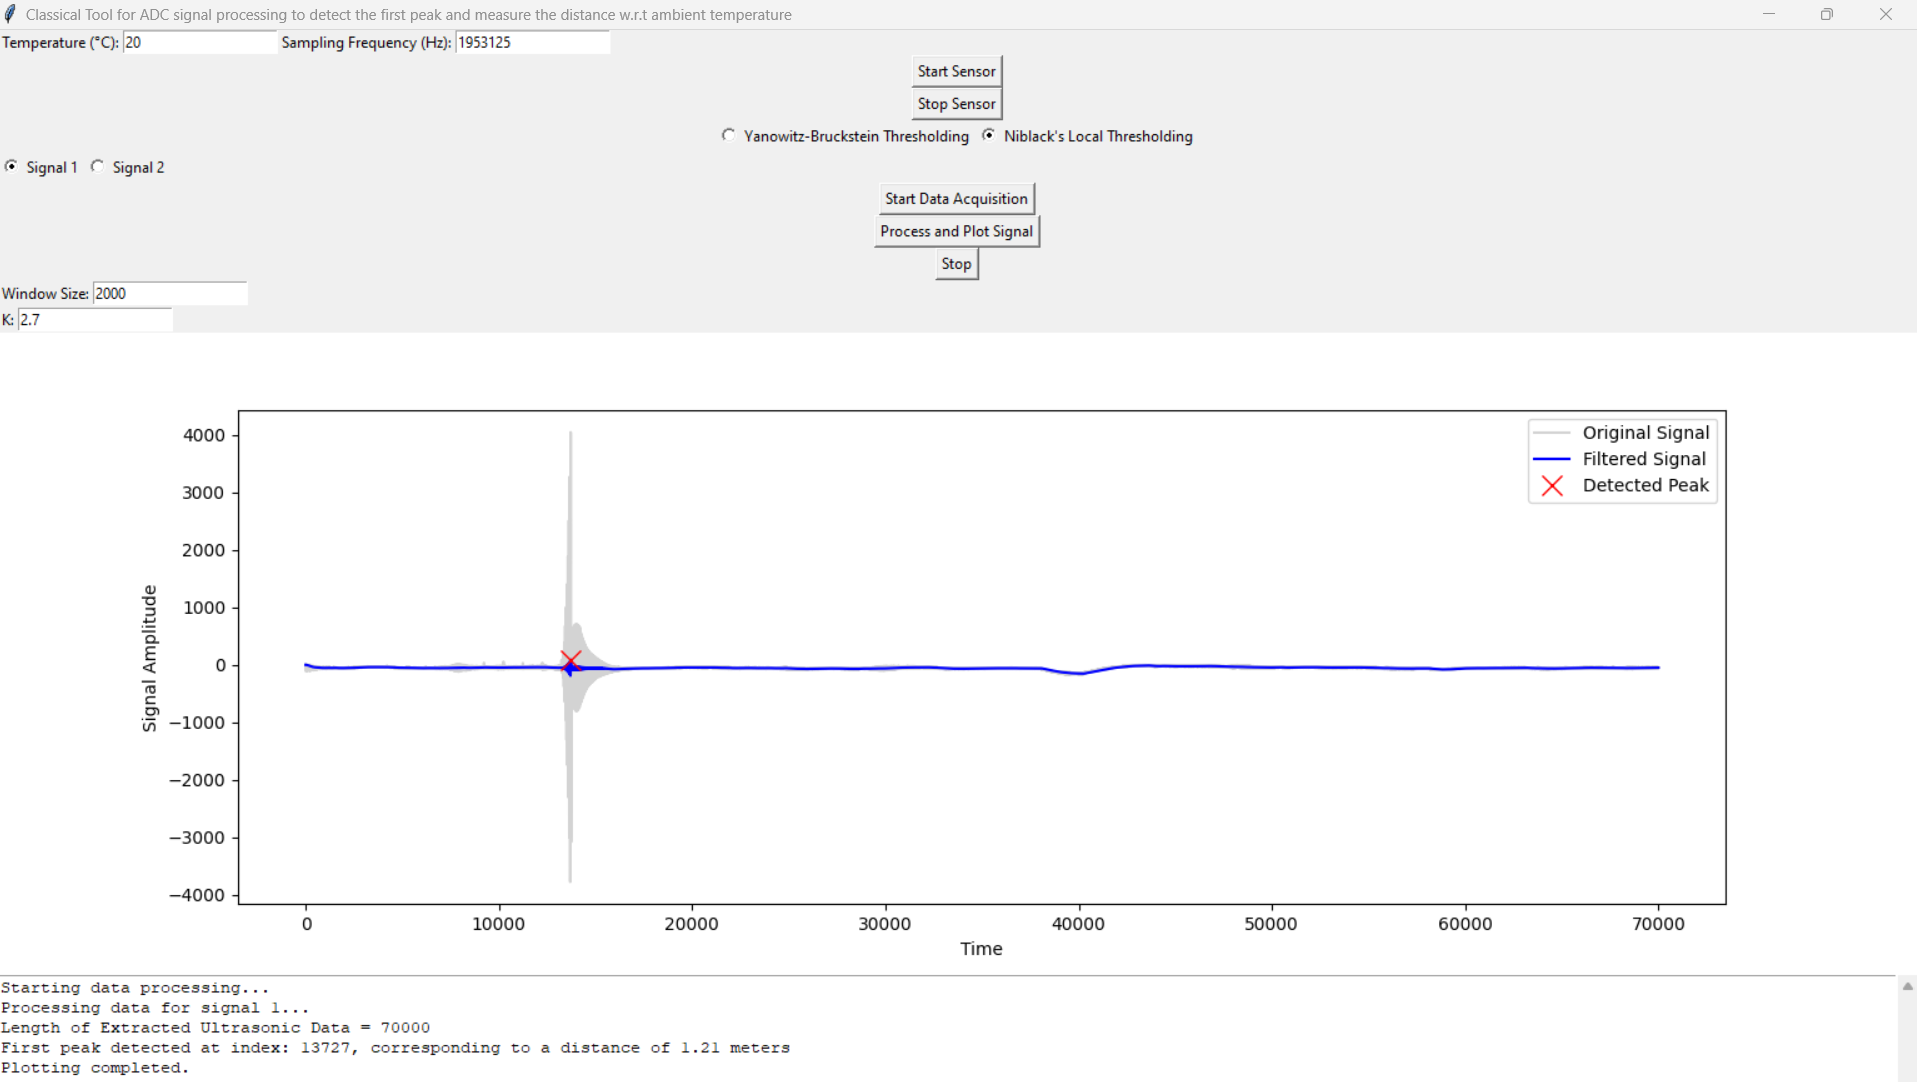 Classical Tool for ADC signal processing to detect the first peak and measure the distance w.r.t ambient temperature
Temperature (°C): 20 Sampling Frequency (Hz): 1953125
Start Sensor
Stop Sensor
Yanowitz-Bruckstein Thresholding Niblack's Local Thresholding
Signal 1 Signal 2
Start Data Acquisition
Process and Plot Signal
Stop
Window Size: 2000
K: 2.7
Original Signal
Filtered Signal
Detected Peak
4000
3000
2000
1000
0
−1000
−2000
−3000
−4000
Signal Amplitude
0 10000 20000 30000 40000 50000 60000 70000
Time
Starting data processing...
Processing data for signal 1...
Length of Extracted Ultrasonic Data = 70000
First peak detected at index: 13727, corresponding to a distance of 1.21 meters
Plotting completed.